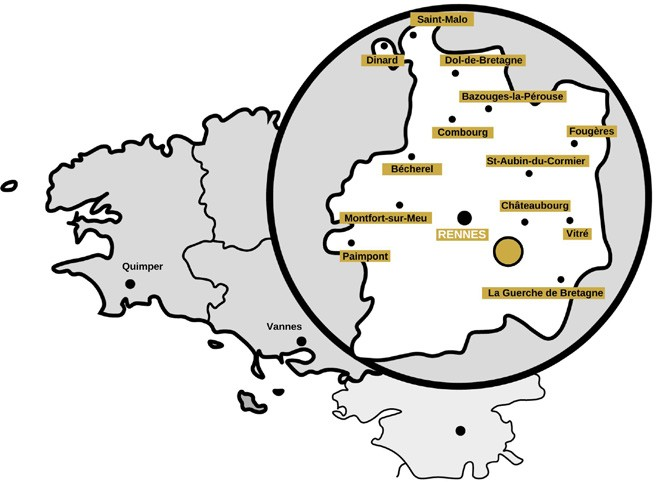 Saint-Malo
Dinard
Dol-de-Bretagne
Bazouges-la-Pérouse
Combourg
Fougères
Bécherel
St-Aubin-du-Cormier
Châteaubourg
Montfort-sur-Meu
RENNES
Vitré
Paimpont
Quimper
La Guerche de Bretagne
Vannes